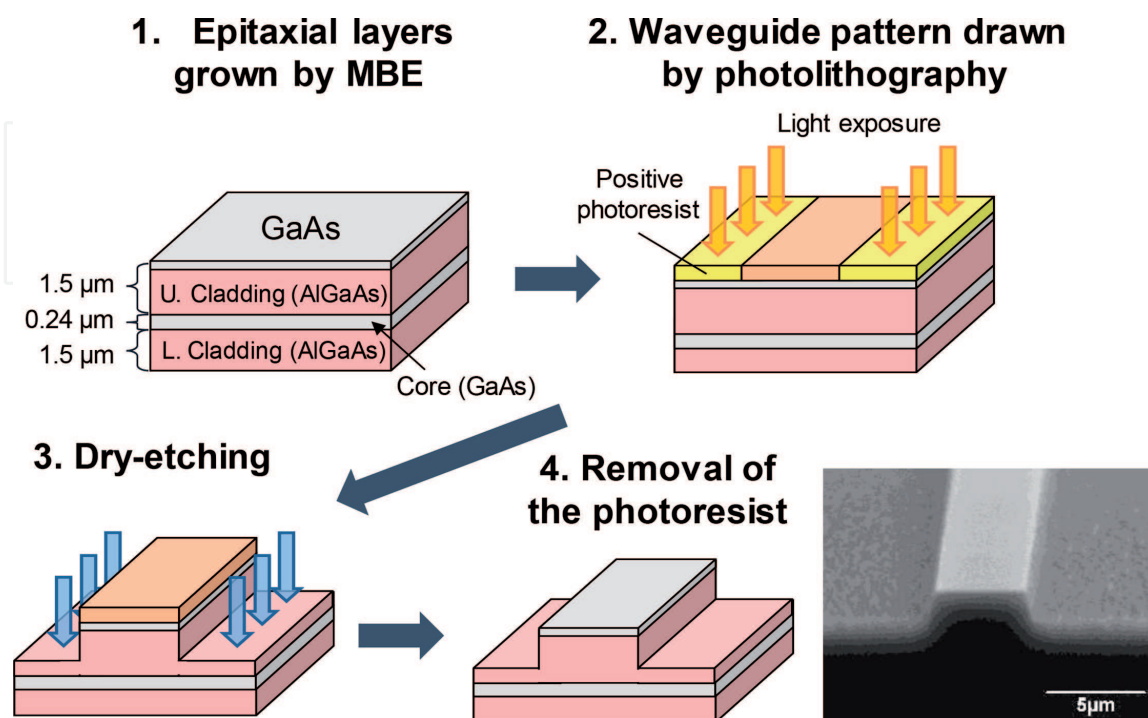 1. Epitaxial layers
grown by MBE
2. Waveguide pattern drawn
by photolithography
Light exposure
Positive
photoresist
GaAs
1.5 µm
U. Cladding (AlGaAs)
0.24 µm
1.5 µm
L. Cladding (AlGaAs)
Core (GaAs)
3. Dry-etching
4. Removal of
the photoresist
5µm